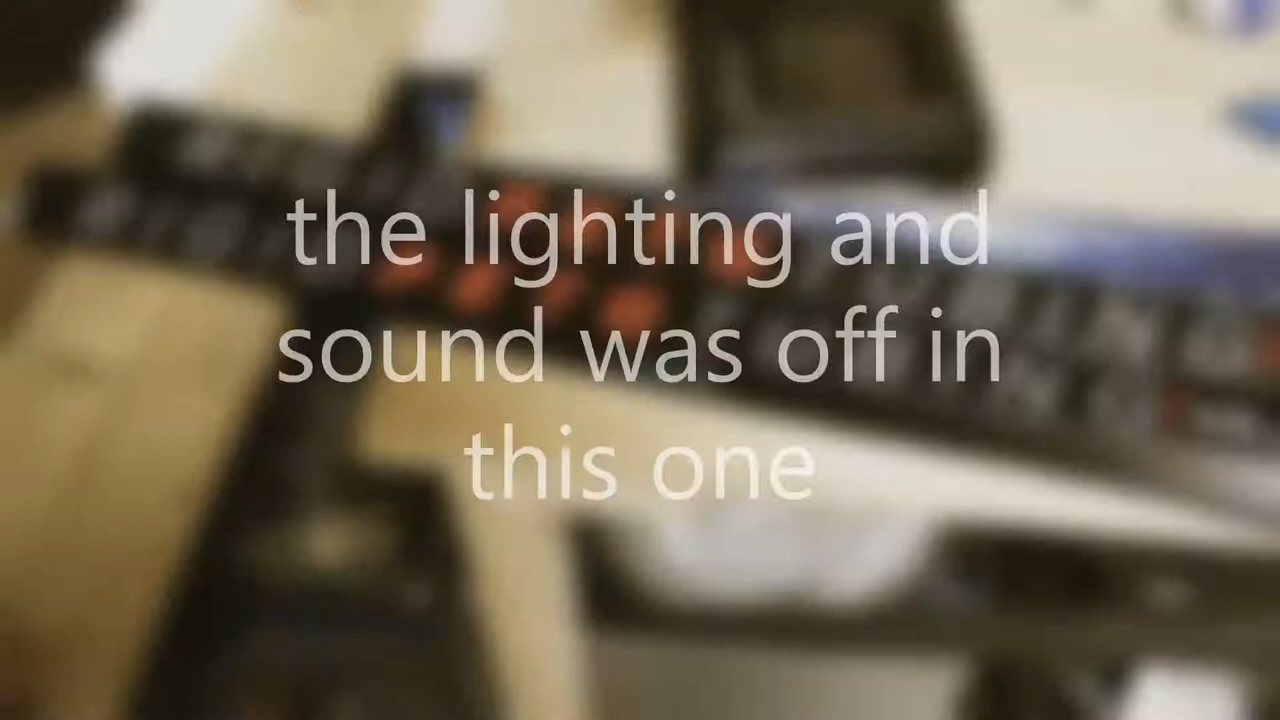 the lighting and
sound was off in
this one